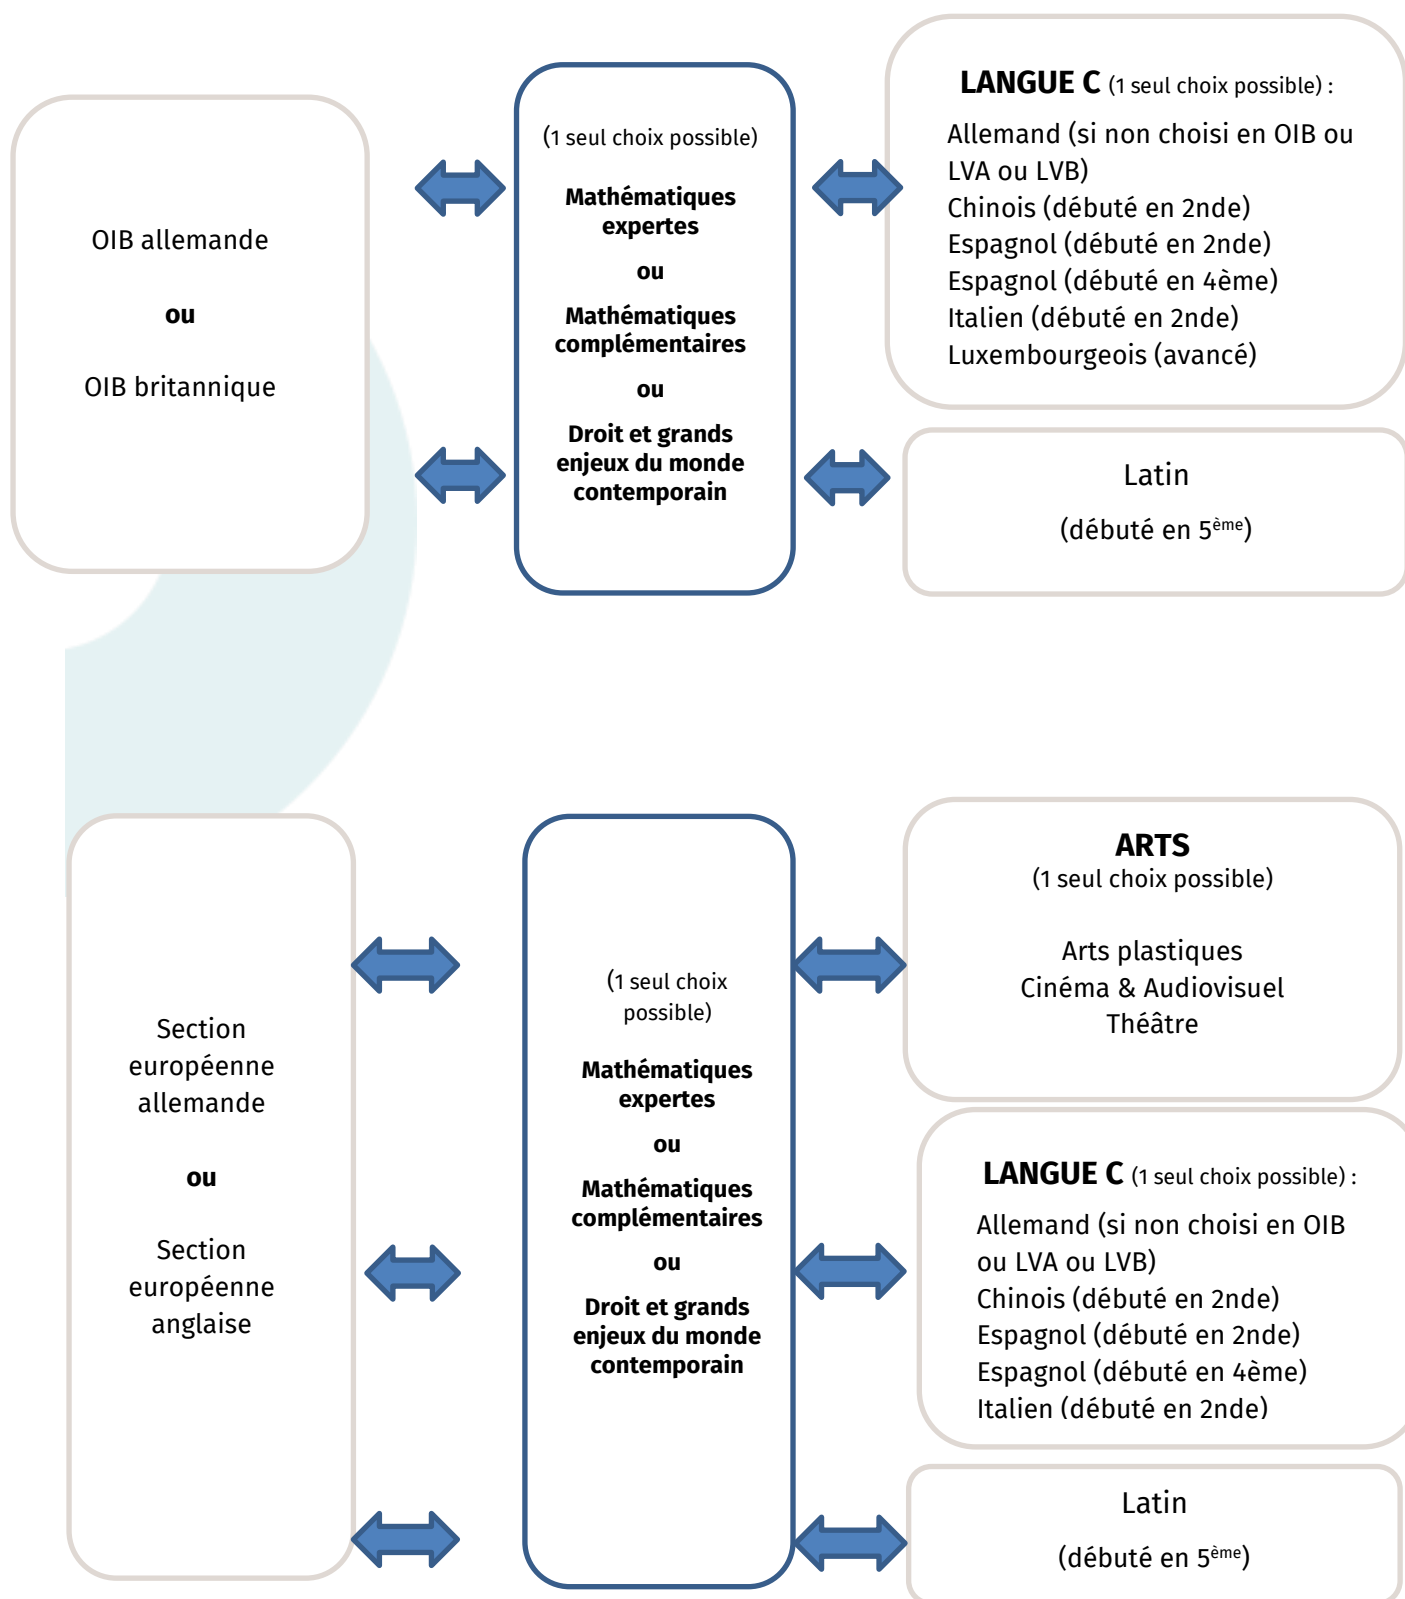 OIB allemande
ou
OIB britannique
(1 seul choix possible)
Mathématiques
expertes
ou
Mathématiques
complémentaires
ou
Droit et grands
enjeux du monde
contemporain
LANGUE C (1 seul choix possible) :
Allemand (si non choisi en OIB ou
LVA ou LVB)
Chinois (débuté en 2nde)
Espagnol (débuté en 2nde)
Espagnol (débuté en 4ème)
Italien (débuté en 2nde)
Luxembourgeois (avancé)
Latin
(débuté en 5ème)
Section
européenne
allemande
ou
Section
européenne
anglaise
(1 seul choix
possible)
Mathématiques
expertes
ou
Mathématiques
complémentaires
ou
Droit et grands
enjeux du monde
contemporain
ARTS
(1 seul choix possible)
Arts plastiques
Cinéma & Audiovisuel
Théâtre
LANGUE C (1 seul choix possible) :
Allemand (si non choisi en OIB
ou LVA ou LVB)
Chinois (débuté en 2nde)
Espagnol (débuté en 2nde)
Espagnol (débuté en 4ème)
Italien (débuté en 2nde)
Latin
(débuté en 5ème)